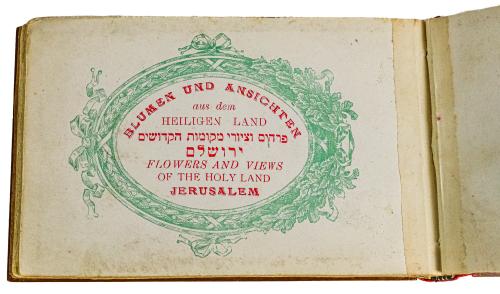 BLUMEN UND ANSICHTEN
aus dem
HEILIGEN LAND
פרחים וציורי מקומות הקדושים
ירושלם
FLOWERS AND VIEWS
OF THE HOLY LAND
JERUSALEM